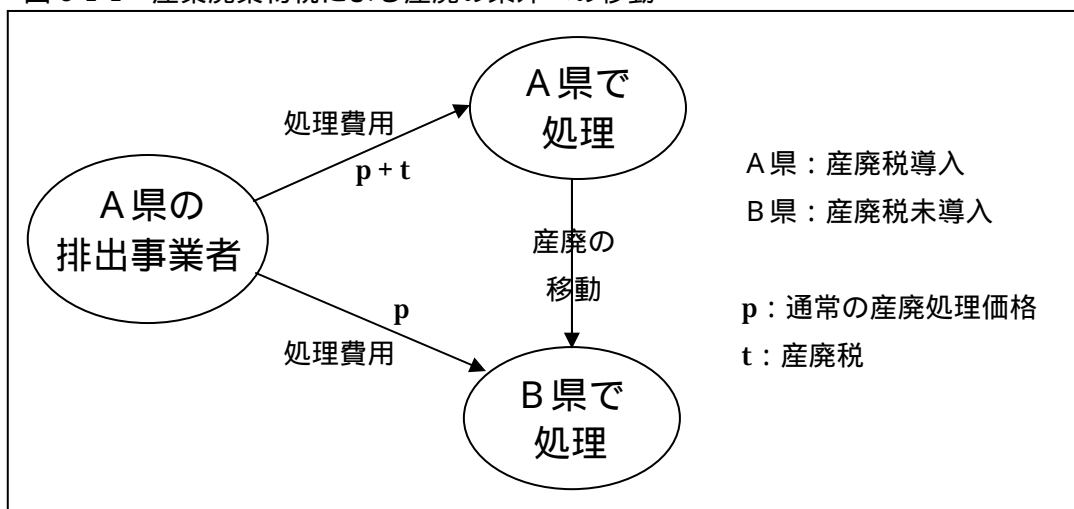 A県で
処理
処理費用
p + t
A県の
排出事業者
産廃の
移動
p
処理費用
B県で
処理
A県：産廃税導入
B県：産廃税未導入
p：通常の産廃処理価格
t：産廃税